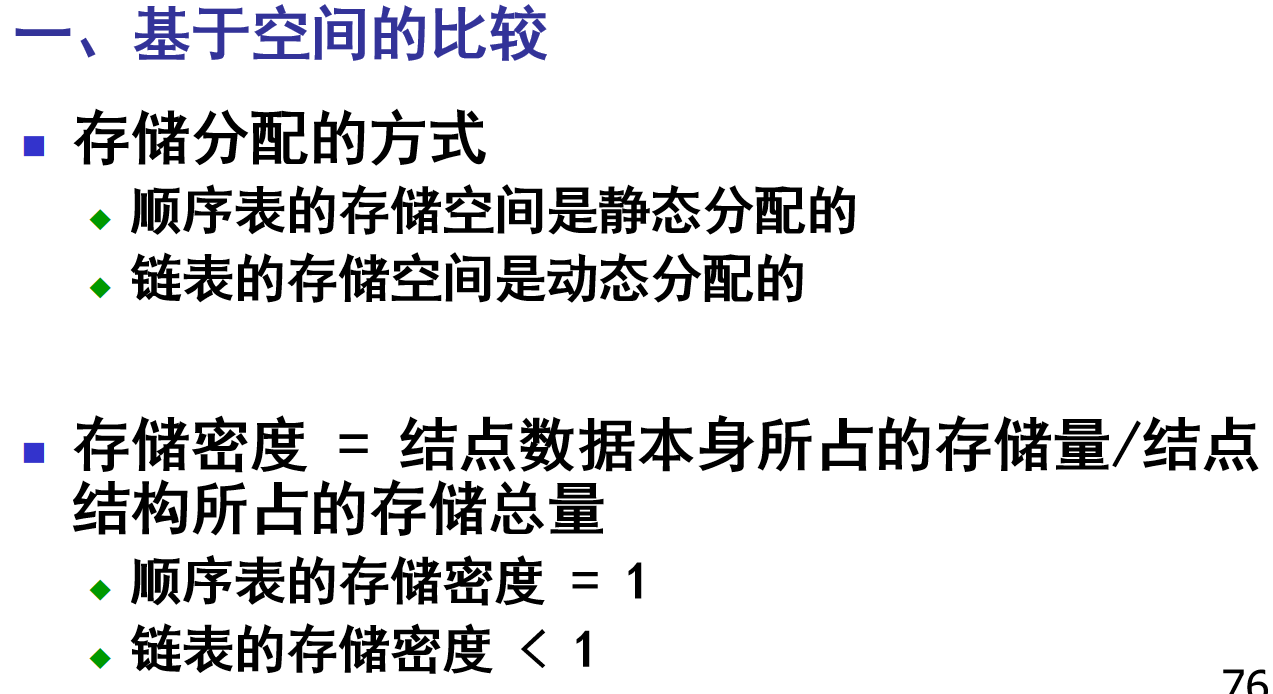 一、基于空间的比较
■ 存储分配的方式
◆ 顺序表的存储空间是静态分配的
◆ 链表的存储空间是动态分配的
■ 存储密度 = 结点数据本身所占的存储量/结点
结构所占的存储总量
◆ 顺序表的存储密度 = 1
◆ 链表的存储密度 < 1
76